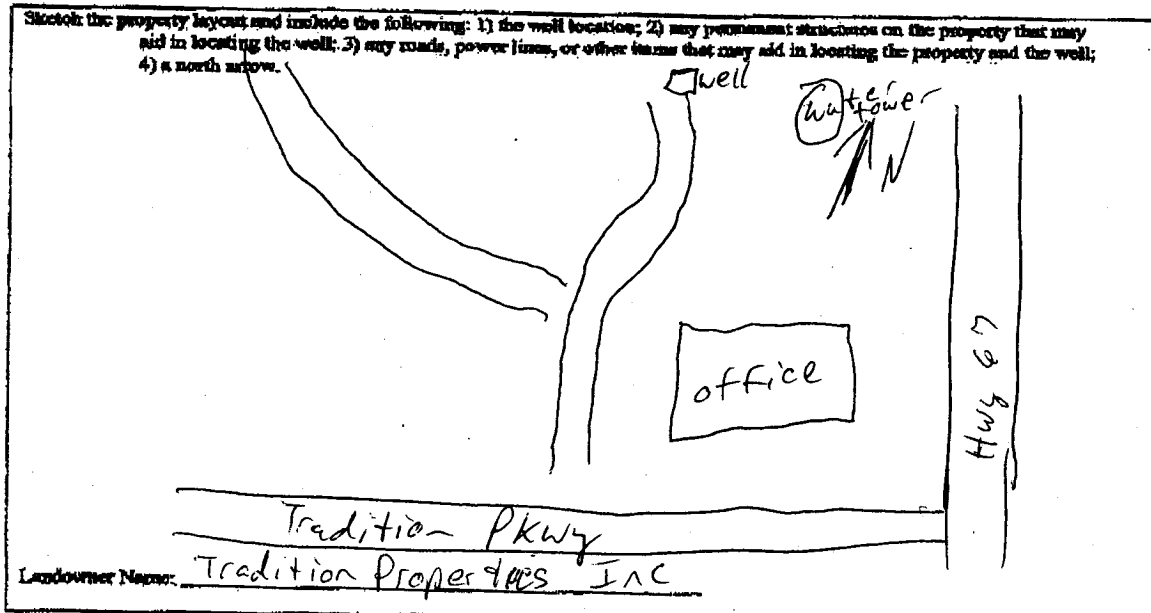 Sketch the property layout and include the following: 1) the well location; 2) any permanent structures on the property that may
aid in locating the well; 3) any roads, power lines, or other items that may aid in locating the property and the well;
4) a north arrow.
well
water
tower
N
office
Hwy 67
Tradition Pkwy
Landowner Name: Tradition Properties Inc